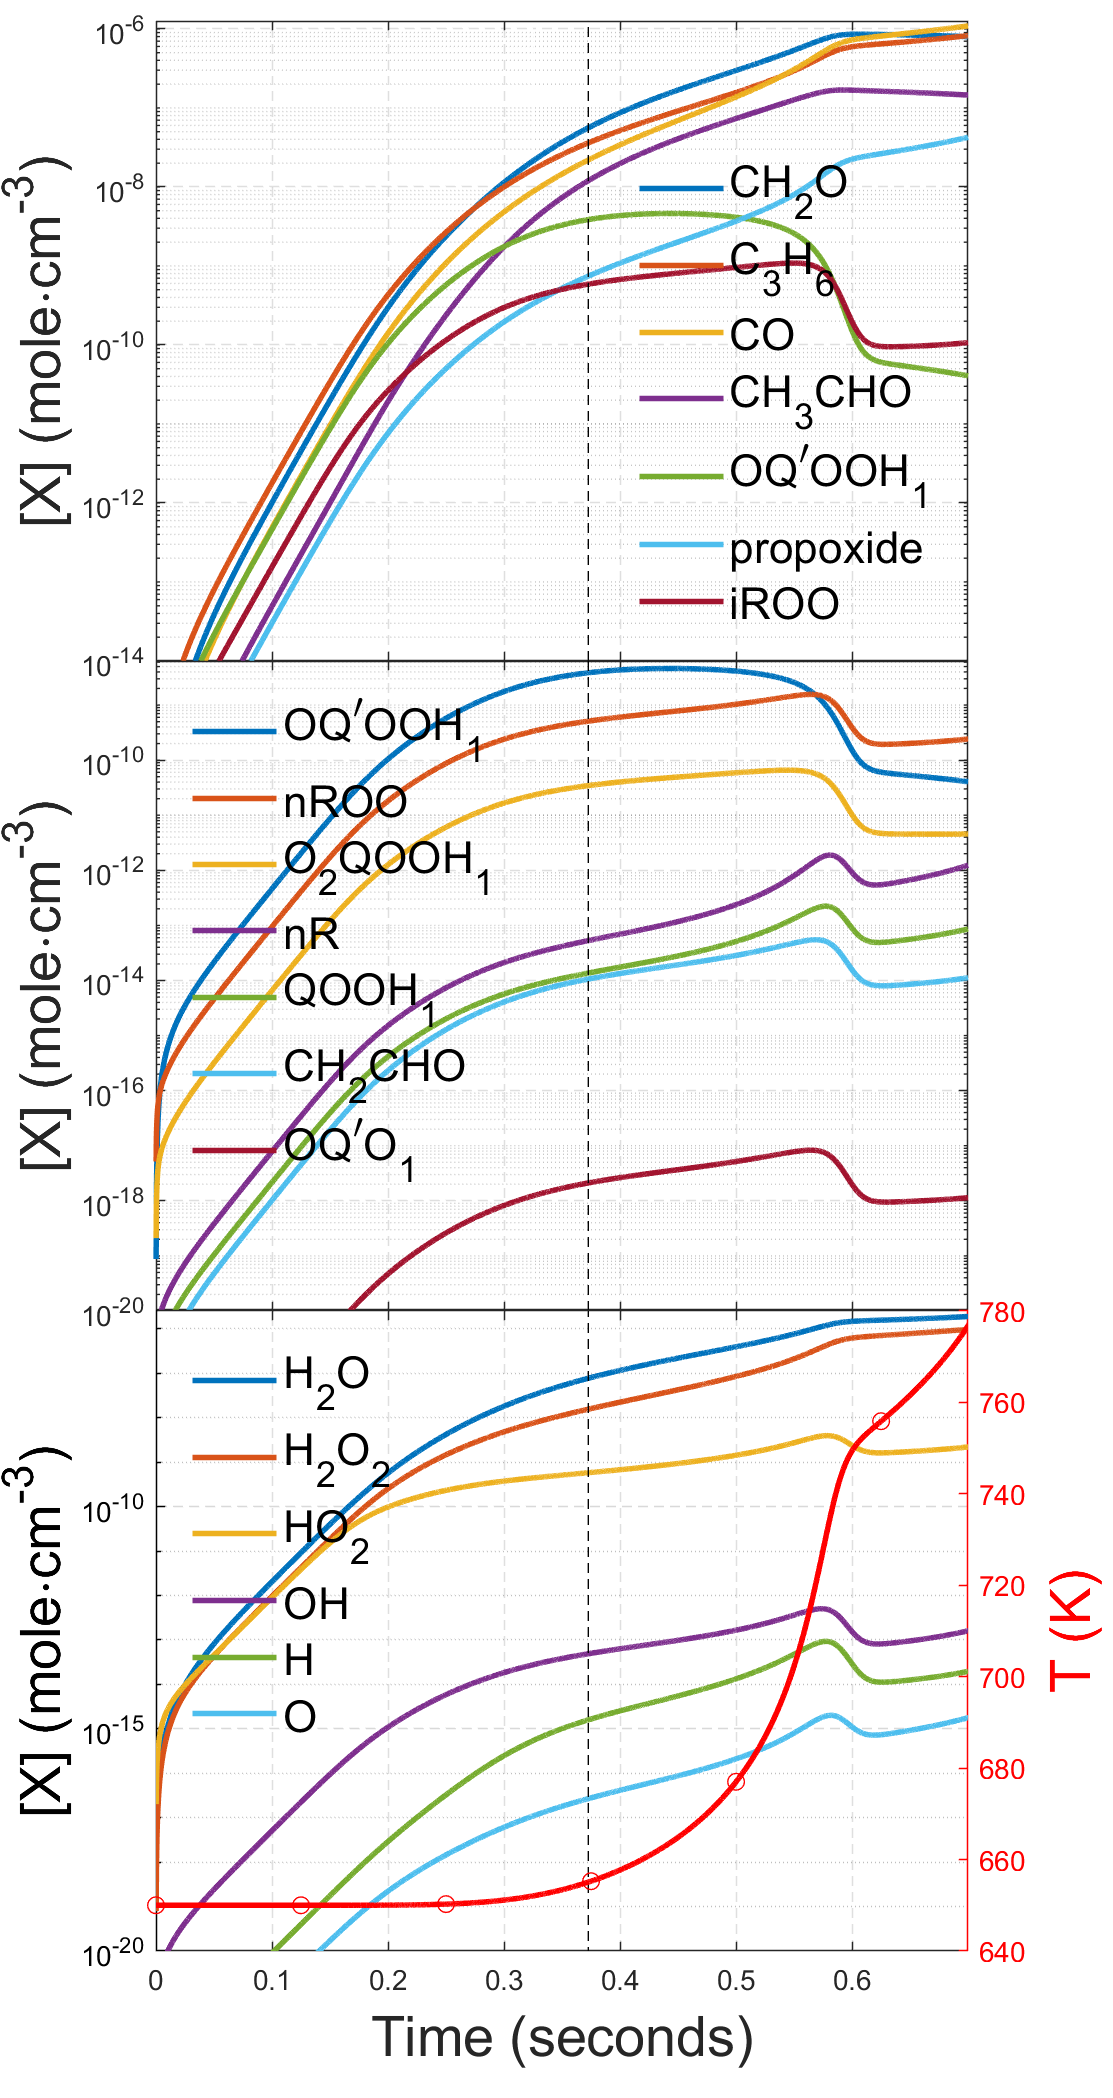 10⁻⁶
10⁻⁸
10⁻¹⁰
10⁻¹²
10⁻¹⁴
[X] (mole·cm⁻³)
CH₂O
C₃H₆
CO
CH₃CHO
OQ′OOH₁
propoxide
iROO
10⁻¹⁰
10⁻¹²
10⁻¹⁴
10⁻¹⁶
10⁻¹⁸
10⁻²⁰
[X] (mole·cm⁻³)
OQ′OOH₁
nROO
O₂QOOH₁
nR
QOOH₁
CH₂CHO
OQ′O₁
10⁻¹⁰
10⁻¹⁵
10⁻²⁰
[X] (mole·cm⁻³)
H₂O
H₂O₂
HO₂
OH
H
O
780
760
740
720
700
680
660
640
T (K)
0 0.1 0.2 0.3 0.4 0.5 0.6
Time (seconds)